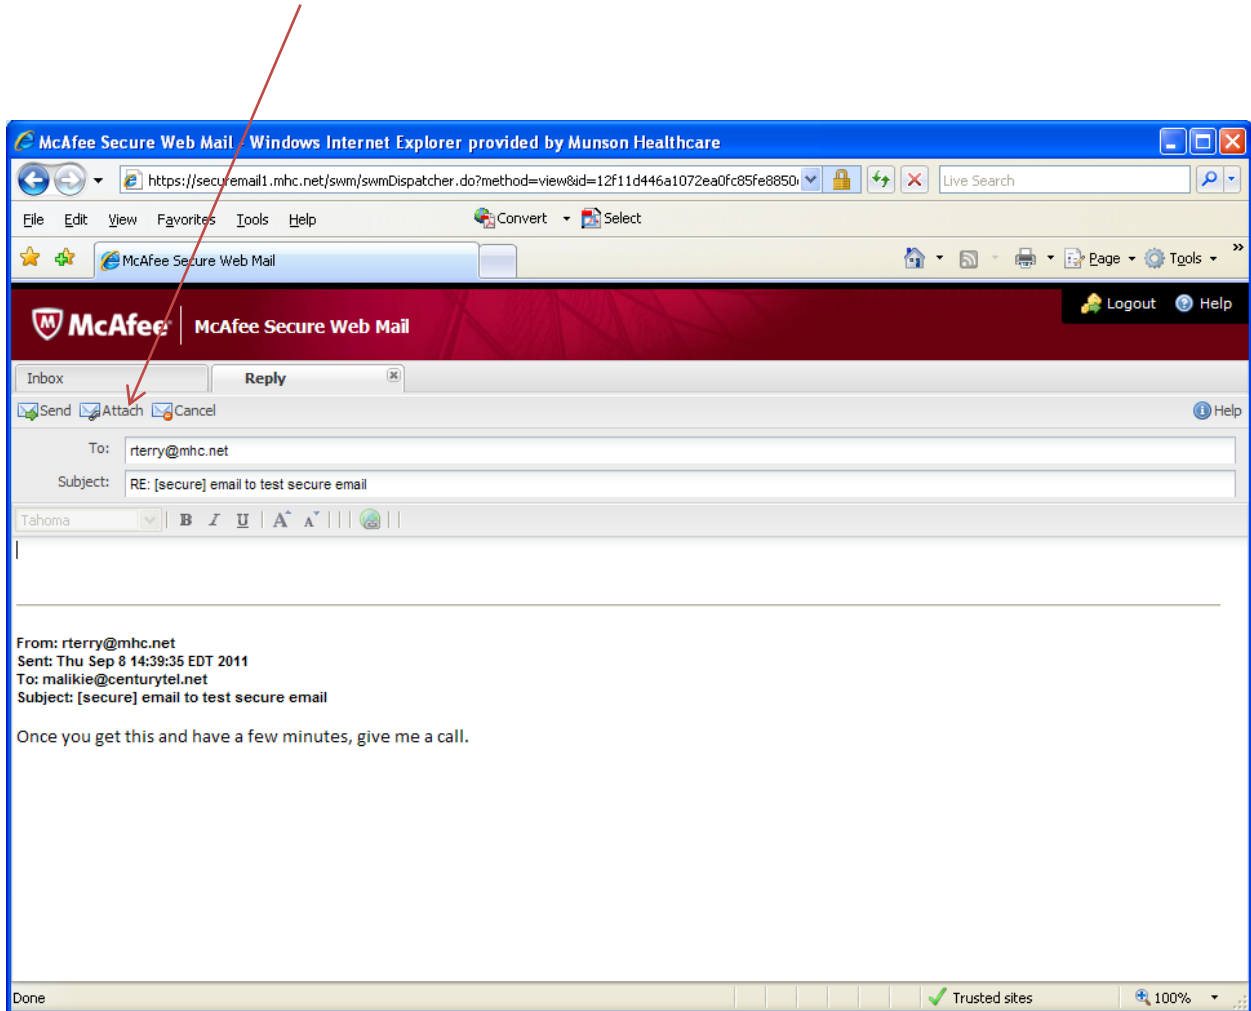 McAfee Secure Web Mail - Windows Internet Explorer provided by Munson Healthcare
https://securemail1.mhc.net/swm/swmDispatcher.do?method=view&id=12f11d446a1072ea0fc85fe8850 Live Search
File Edit View Favorites Tools Help Convert Select
McAfee Secure Web Mail Page Tools »
McAfee McAfee Secure Web Mail Logout Help
Inbox Reply
Send Attach Cancel Help
To: rterry@mhc.net
Subject: RE: [secure] email to test secure email
Tahoma B I U A A
From: rterry@mhc.net
Sent: Thu Sep 8 14:39:35 EDT 2011
To: malikie@centurytel.net
Subject: [secure] email to test secure email
Once you get this and have a few minutes, give me a call.
Done Trusted sites 100%